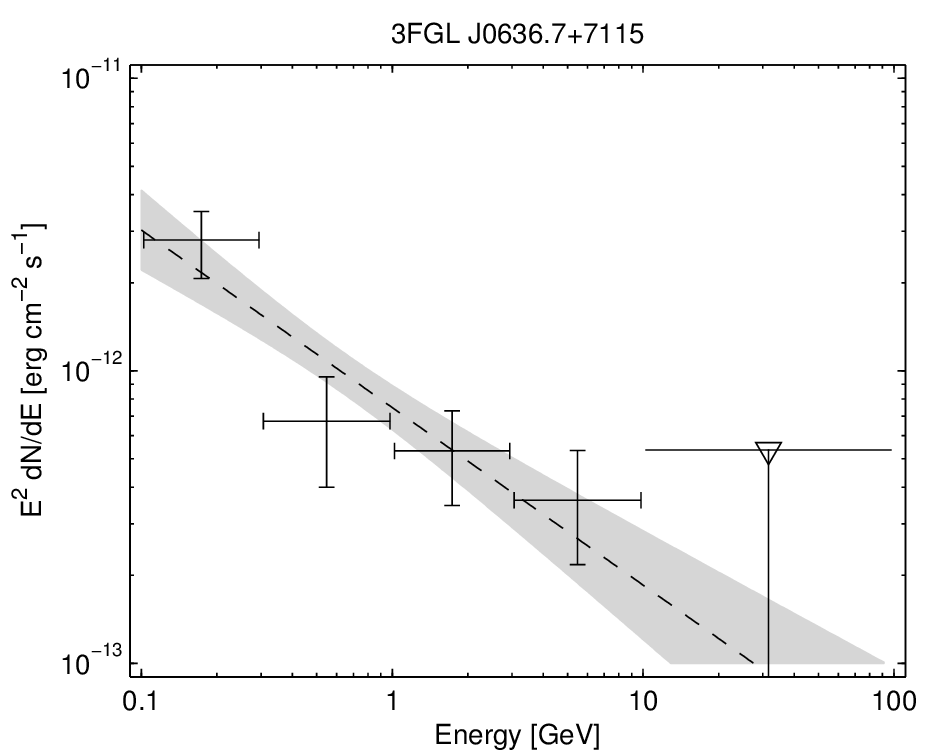 3FGL J0636.7+7115
10⁻¹¹
10⁻¹²
10⁻¹³
E² dN/dE [erg cm⁻² s⁻¹]
0.1 1 10 100
Energy [GeV]